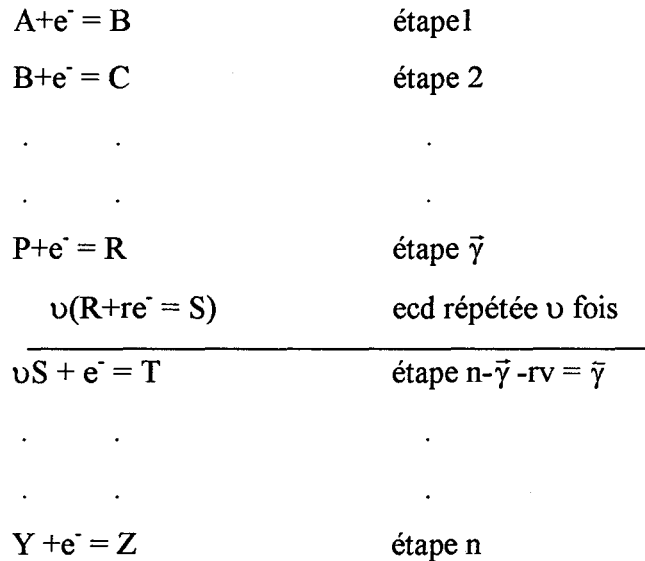 A+e⁻ = B étape1
B+e⁻ = C étape 2
. . .
. . .
P+e⁻ = R étape γ⃗
υ(R+re⁻ = S) ecd répétée υ fois
υS + e⁻ = T étape n-γ⃗ -rv = γ⃖
. . .
. . .
Y +e⁻ = Z étape n